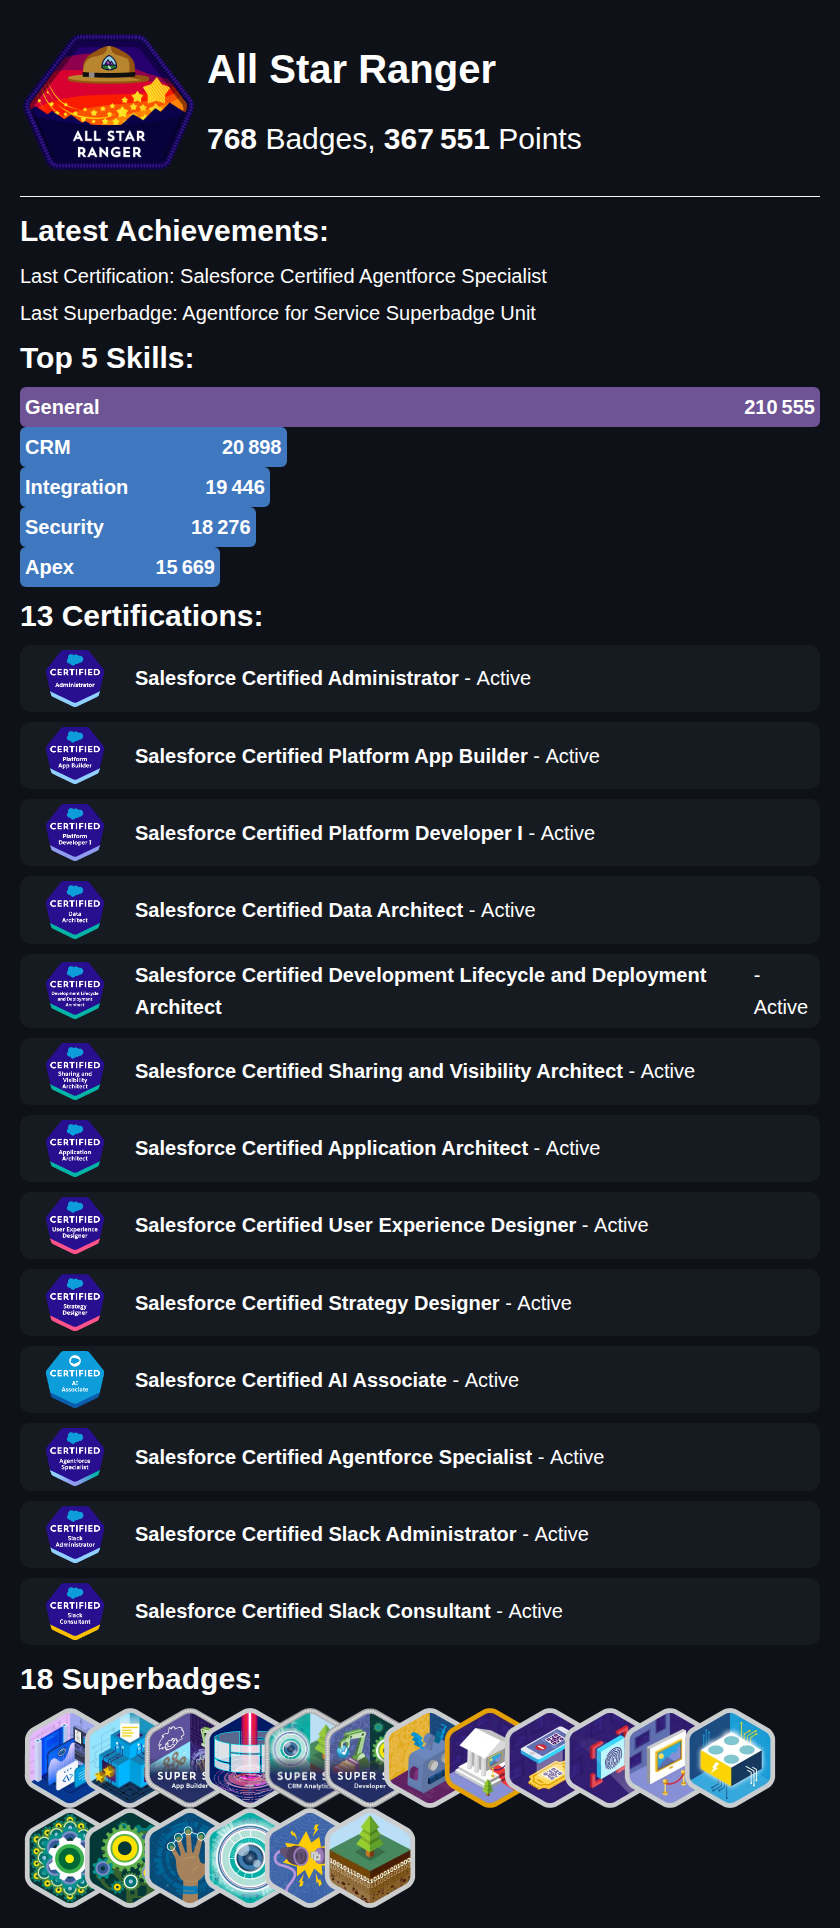 ALL STAR
RANGER
All Star Ranger
768 Badges, 367 551 Points
Latest Achievements:
Last Certification: Salesforce Certified Agentforce Specialist
Last Superbadge: Agentforce for Service Superbadge Unit
Top 5 Skills:
General 210 555
CRM 20 898
Integration 19 446
Security 18 276
Apex 15 669
13 Certifications:
CERTIFIED
Administrator
Salesforce Certified Administrator - Active
CERTIFIED
Platform
App Builder
Salesforce Certified Platform App Builder - Active
CERTIFIED
Platform
Developer I
Salesforce Certified Platform Developer I - Active
CERTIFIED
Data
Architect
Salesforce Certified Data Architect - Active
CERTIFIED
Development Lifecycle
and Deployment
Architect
Salesforce Certified Development Lifecycle and Deployment -
Architect Active
CERTIFIED
Sharing and
Visibility
Architect
Salesforce Certified Sharing and Visibility Architect - Active
CERTIFIED
Application
Architect
Salesforce Certified Application Architect - Active
CERTIFIED
User Experience
Designer
Salesforce Certified User Experience Designer - Active
CERTIFIED
Strategy
Designer
Salesforce Certified Strategy Designer - Active
CERTIFIED
AI
Associate
Salesforce Certified AI Associate - Active
CERTIFIED
Agentforce
Specialist
Salesforce Certified Agentforce Specialist - Active
CERTIFIED
Slack
Administrator
Salesforce Certified Slack Administrator - Active
CERTIFIED
Slack
Consultant
Salesforce Certified Slack Consultant - Active
18 Superbadges:
SUPER S SUPER S SUPER S
App Builder CRM Analytics Developer